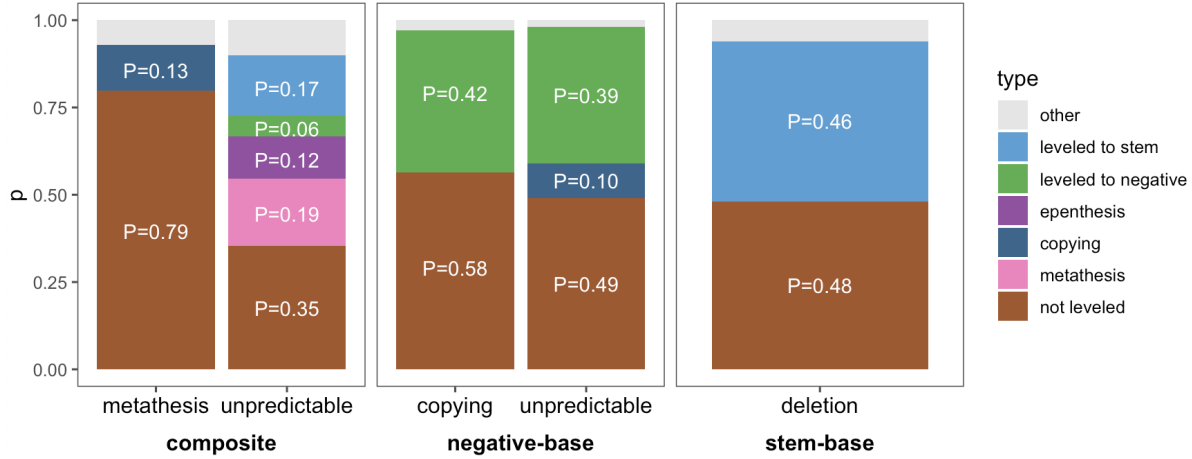 1.00
0.75
0.50
0.25
0.00
p
P=0.13
P=0.79
P=0.17
P=0.06
P=0.12
P=0.19
P=0.35
P=0.42
P=0.58
P=0.39
P=0.10
P=0.49
P=0.46
P=0.48
metathesis unpredictable
composite
copying unpredictable
negative-base
deletion
stem-base
type
other
leveled to stem
leveled to negative
epenthesis
copying
metathesis
not leveled